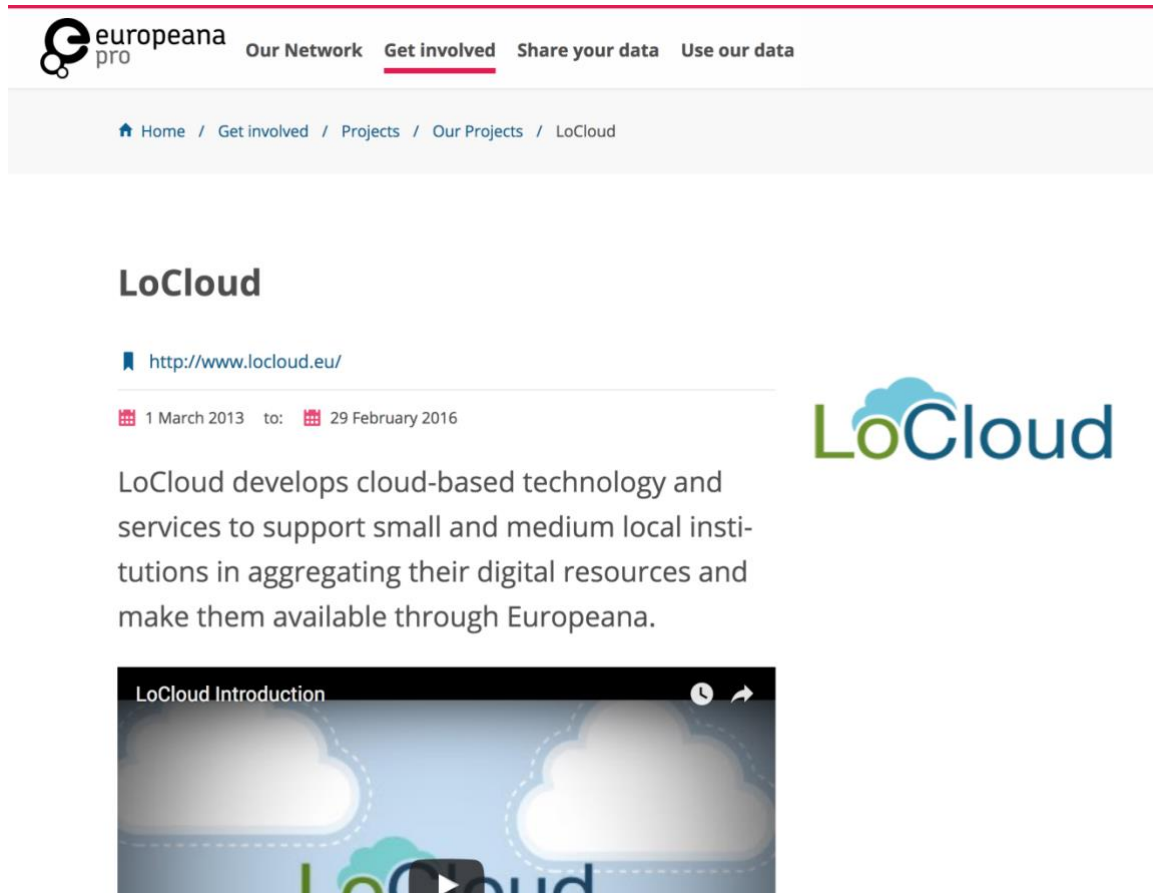 europeana
pro
Our Network Get involved Share your data Use our data
Home / Get involved / Projects / Our Projects / LoCloud
LoCloud
http://www.locloud.eu/
1 March 2013 to: 29 February 2016
LoCloud
LoCloud develops cloud-based technology and
services to support small and medium local insti-
tutions in aggregating their digital resources and
make them available through Europeana.
LoCloud Introduction
LoCloud